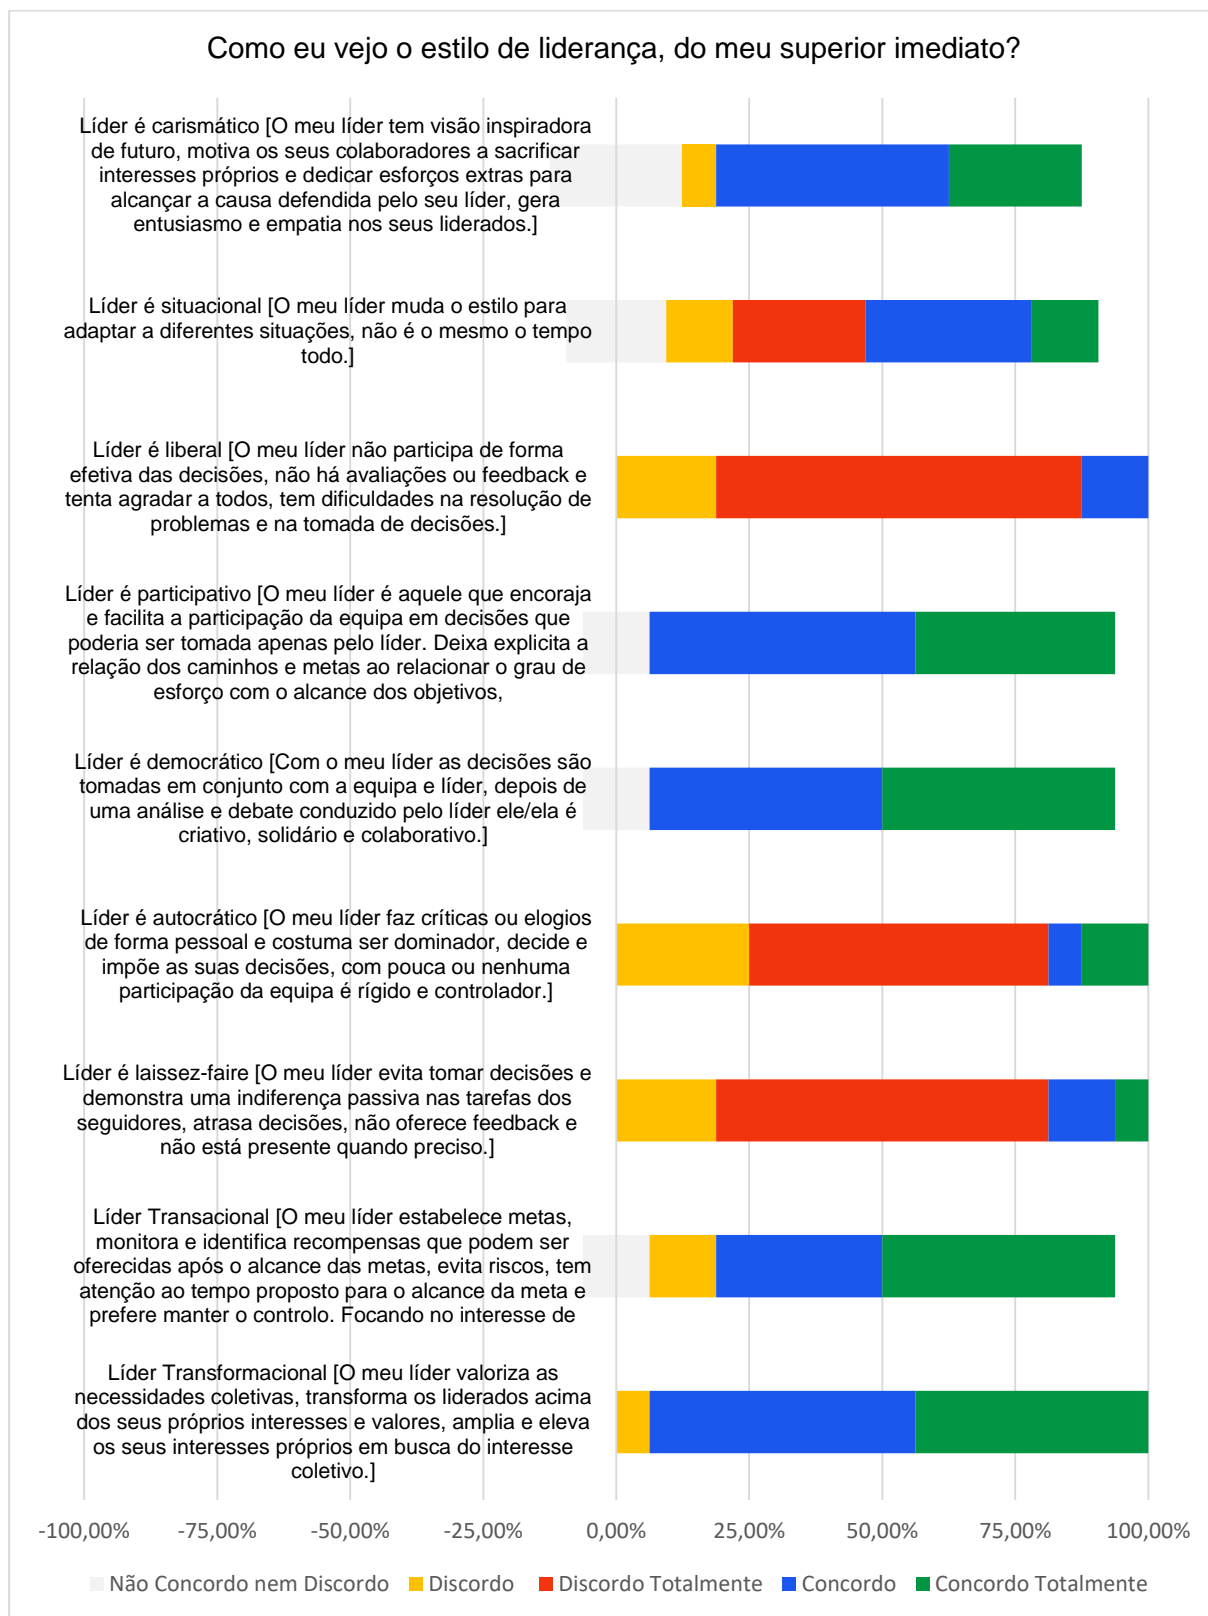 Como eu vejo o estilo de liderança, do meu superior imediato?
Líder é carismático [O meu líder tem visão inspiradora
de futuro, motiva os seus colaboradores a sacrificar
interesses próprios e dedicar esforços extras para
alcançar a causa defendida pelo seu líder, gera
entusiasmo e empatia nos seus liderados.]
Líder é situacional [O meu líder muda o estilo para
adaptar a diferentes situações, não é o mesmo o tempo
todo.]
Líder é liberal [O meu líder não participa de forma
efetiva das decisões, não há avaliações ou feedback e
tenta agradar a todos, tem dificuldades na resolução de
problemas e na tomada de decisões.]
Líder é participativo [O meu líder é aquele que encoraja
e facilita a participação da equipa em decisões que
poderia ser tomada apenas pelo líder. Deixa explicita a
relação dos caminhos e metas ao relacionar o grau de
esforço com o alcance dos objetivos,
Líder é democrático [Com o meu líder as decisões são
tomadas em conjunto com a equipa e líder, depois de
uma análise e debate conduzido pelo líder ele/ela é
criativo, solidário e colaborativo.]
Líder é autocrático [O meu líder faz críticas ou elogios
de forma pessoal e costuma ser dominador, decide e
impõe as suas decisões, com pouca ou nenhuma
participação da equipa é rígido e controlador.]
Líder é laissez-faire [O meu líder evita tomar decisões e
demonstra uma indiferença passiva nas tarefas dos
seguidores, atrasa decisões, não oferece feedback e
não está presente quando preciso.]
Líder Transacional [O meu líder estabelece metas,
monitora e identifica recompensas que podem ser
oferecidas após o alcance das metas, evita riscos, tem
atenção ao tempo proposto para o alcance da meta e
prefere manter o controlo. Focando no interesse de
Líder Transformacional [O meu líder valoriza as
necessidades coletivas, transforma os liderados acima
dos seus próprios interesses e valores, amplia e eleva
os seus interesses próprios em busca do interesse
coletivo.]
-100,00% -75,00% -50,00% -25,00% 0,00% 25,00% 50,00% 75,00% 100,00%
Não Concordo nem Discordo Discordo Discordo Totalmente Concordo Concordo Totalmente